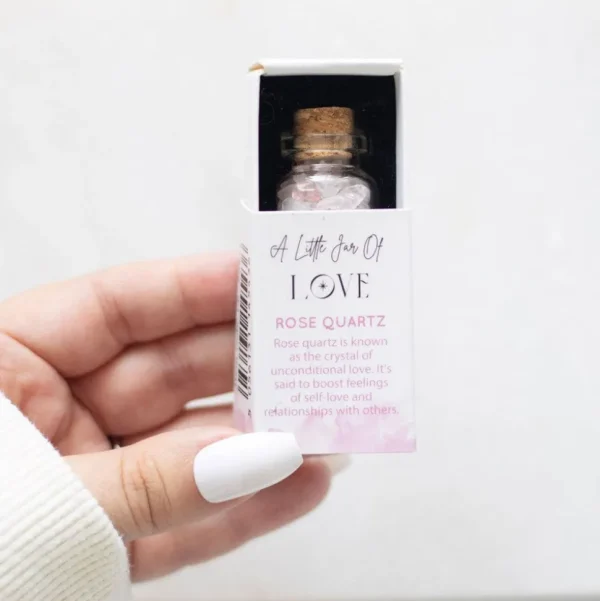 A Little Jar Of
LOVE
ROSE QUARTZ
Rose quartz is known
as the crystal of
unconditional love. It's
said to boost feelings
of self-love and
relationships with others.